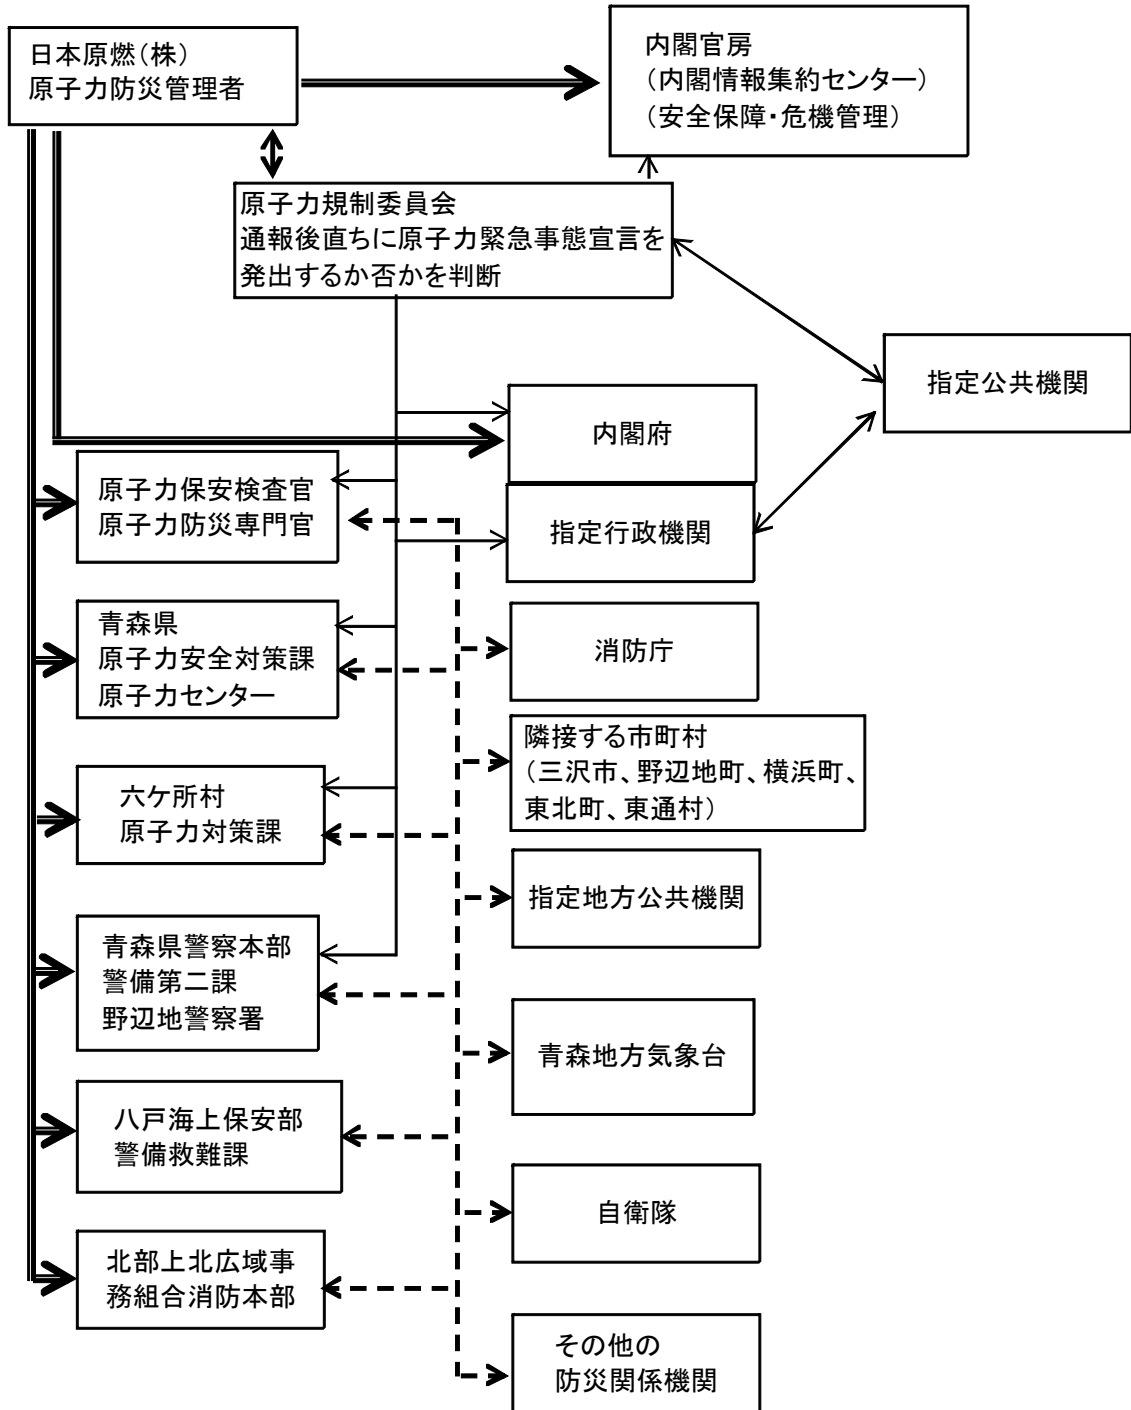 日本原燃（株）
原子力防災管理者
内閣官房
（内閣情報集約センター）
（安全保障・危機管理）
原子力規制委員会
通報後直ちに原子力緊急事態宣言を
発出するか否かを判断
指定公共機関
内閣府
原子力保安検査官
原子力防災専門官
指定行政機関
青森県
原子力安全対策課
原子力センター
消防庁
隣接する市町村
（三沢市、野辺地町、横浜町、
東北町、東通村）
六ケ所村
原子力対策課
指定地方公共機関
青森県警察本部
警備第二課
野辺地警察署
青森地方気象台
八戸海上保安部
警備救難課
自衛隊
北部上北広域事
務組合消防本部
その他の
防災関係機関